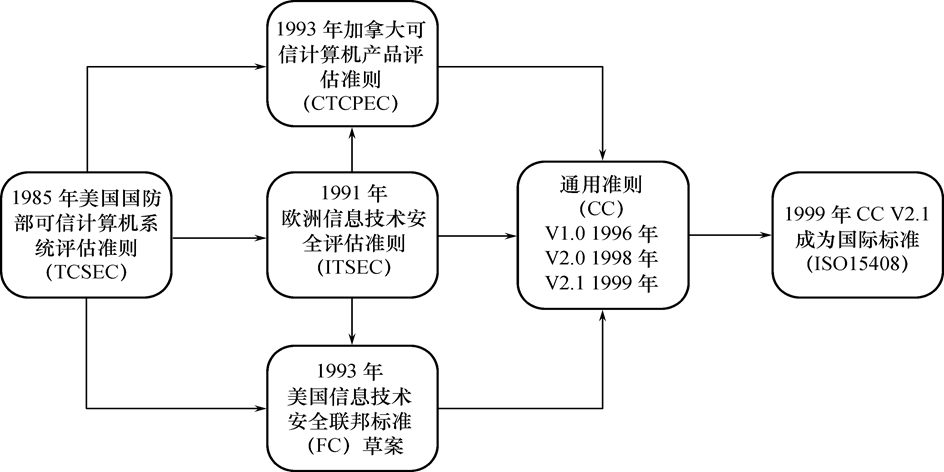 1993 年加拿大可
信计算机产品评
估准则
（CTCPEC）
1985 年美国国防
部可信计算机系
统评估准则
（TCSEC）
1991 年
欧洲信息技术安
全评估准则
（ITSEC）
通用准则
（CC）
V1.0 1996 年
V2.0 1998 年
V2.1 1999 年
1999 年 CC V2.1
成为国际标准
（ISO15408）
1993 年
美国信息技术
安全联邦标准
（FC）草案